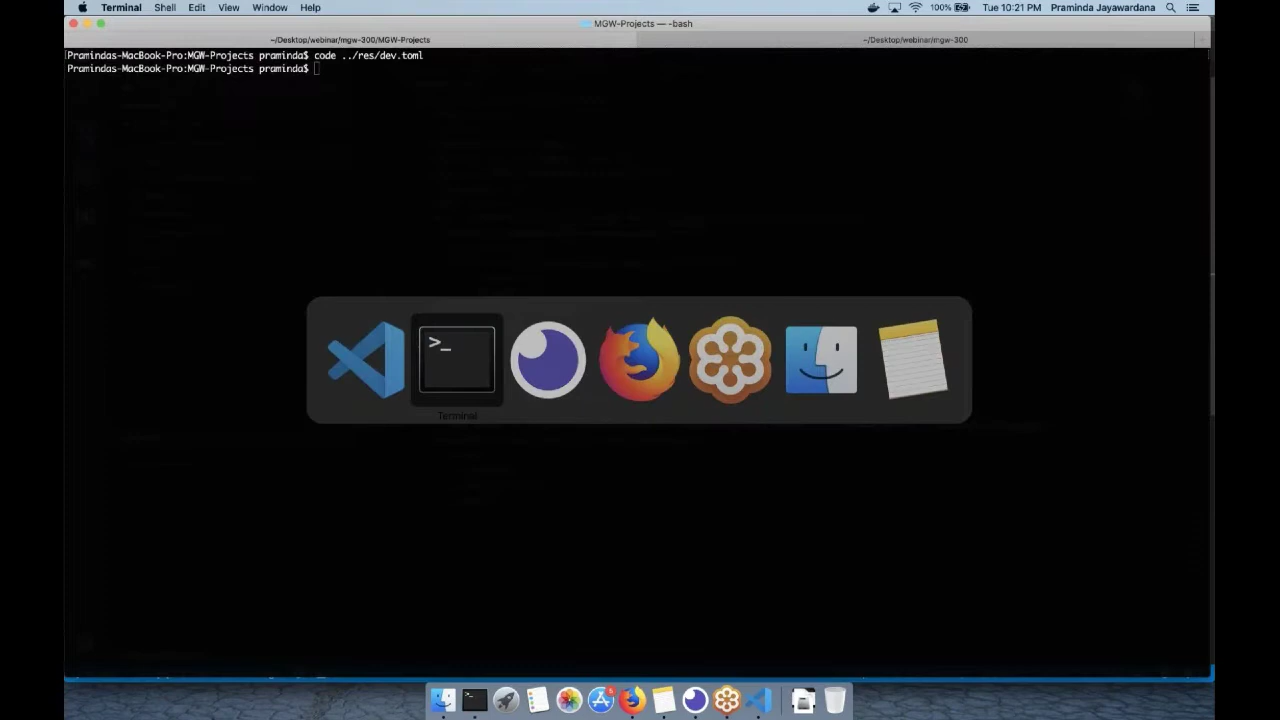 Terminal Shell Edit View Window Help 100% Tue 10:21 PM Praminda Jayawardana
MGW-Projects — -bash
~/Desktop/webinar/mgw-300/MGW-Projects ~/Desktop/webinar/mgw-300
[Pramindas-MacBook-Pro:MGW-Projects praminda$ code ../res/dev.toml
Pramindas-MacBook-Pro:MGW-Projects praminda$
>_
Terminal